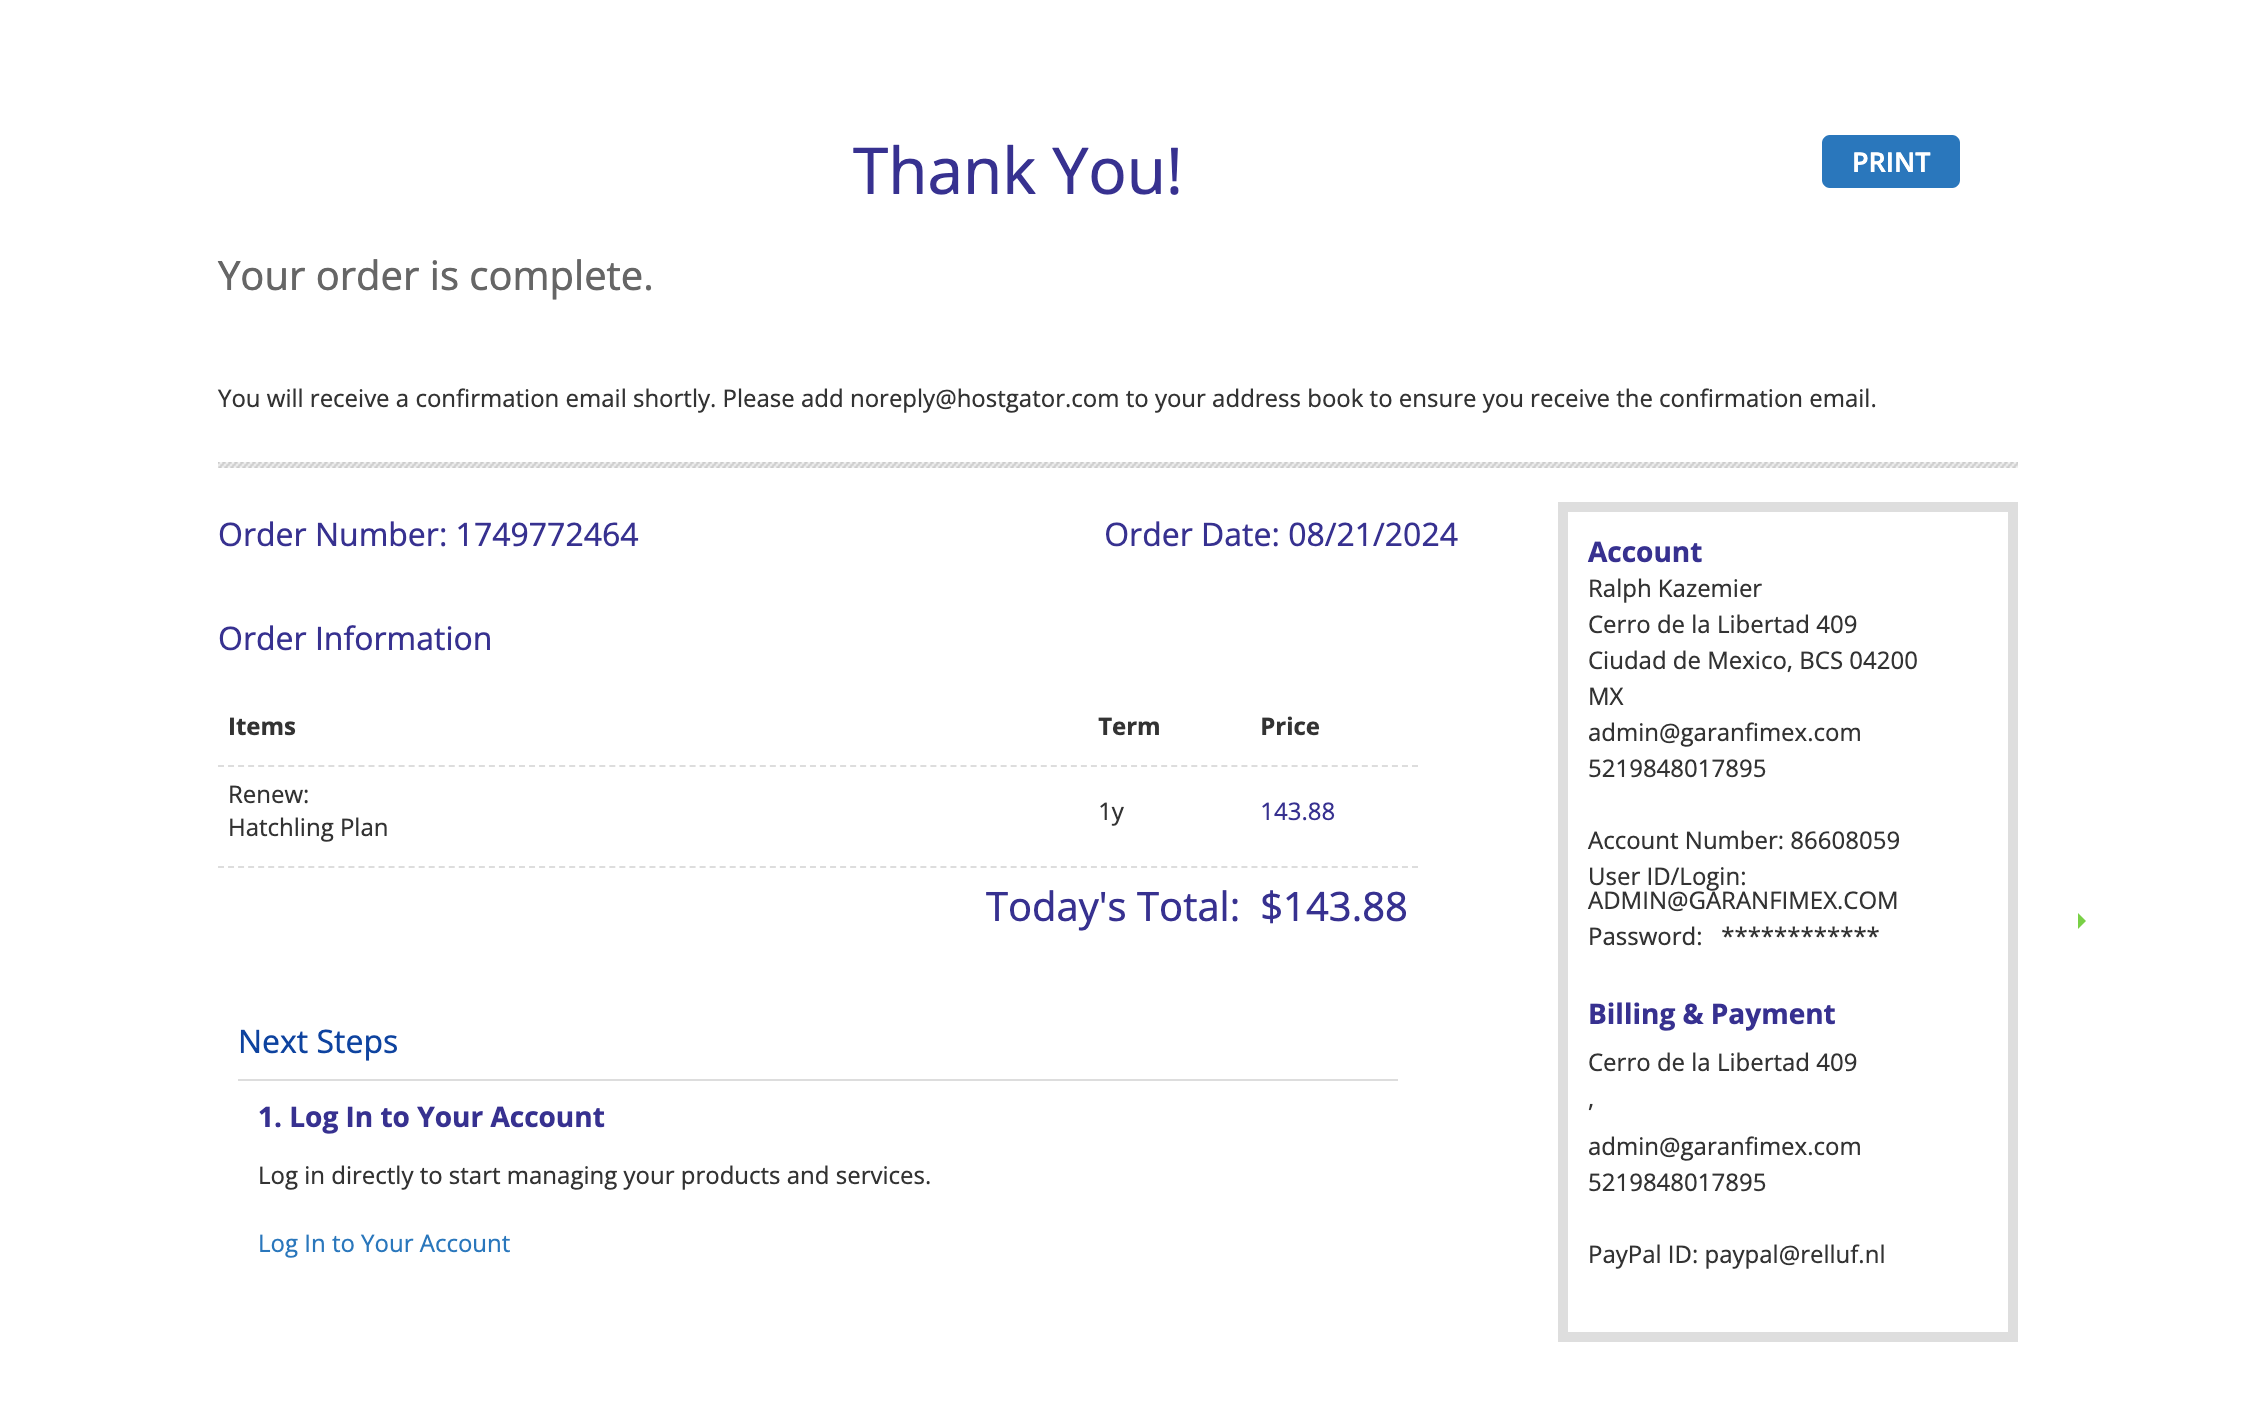 Thank You!
PRINT
Your order is complete.
You will receive a confirmation email shortly. Please add noreply@hostgator.com to your address book to ensure you receive the confirmation email.
Order Number: 1749772464
Order Date: 08/21/2024
Order Information
Items Term Price
Renew:
Hatchling Plan
1y 143.88
Today's Total: $143.88
Next Steps
1. Log In to Your Account
Log in directly to start managing your products and services.
Log In to Your Account
Account
Ralph Kazemier
Cerro de la Libertad 409
Ciudad de Mexico, BCS 04200
MX
admin@garanfimex.com
5219848017895
Account Number: 86608059
User ID/Login:
ADMIN@GARANFIMEX.COM
Password: ************
Billing & Payment
Cerro de la Libertad 409
,
admin@garanfimex.com
5219848017895
PayPal ID: paypal@relluf.nl